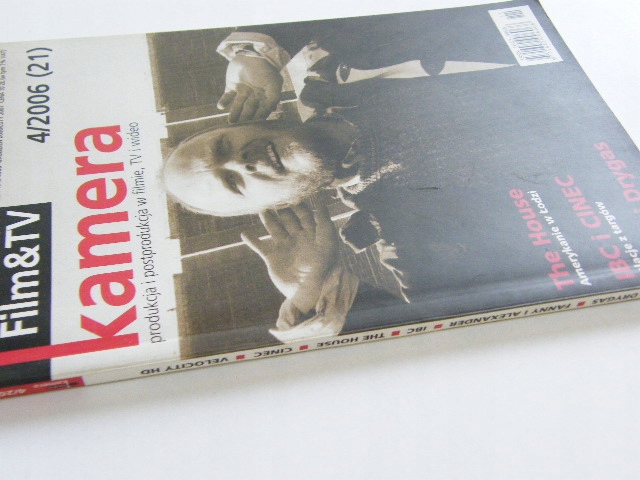 Film&TV
kamera
4/2006 (21)
produkcja i postprodukcja w filmie, TV i wideo
The House
Amerykanie w Łodzi
IBC i CINEC
z targów
Drygas
DRYGAS ■ FANNY I ALEXANDER ■ IBC ■ THE HOUSE ■ CINEC ■ VELOCITY HD